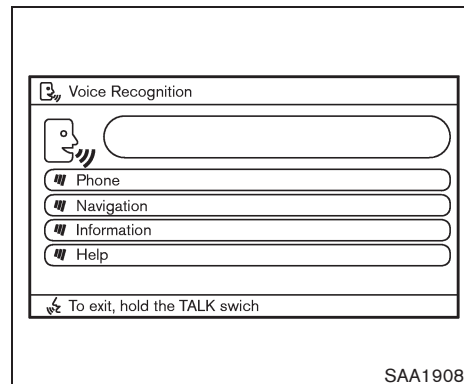 Voice Recognition
Phone
Navigation
Information
Help
To exit, hold the TALK swich
SAA1908